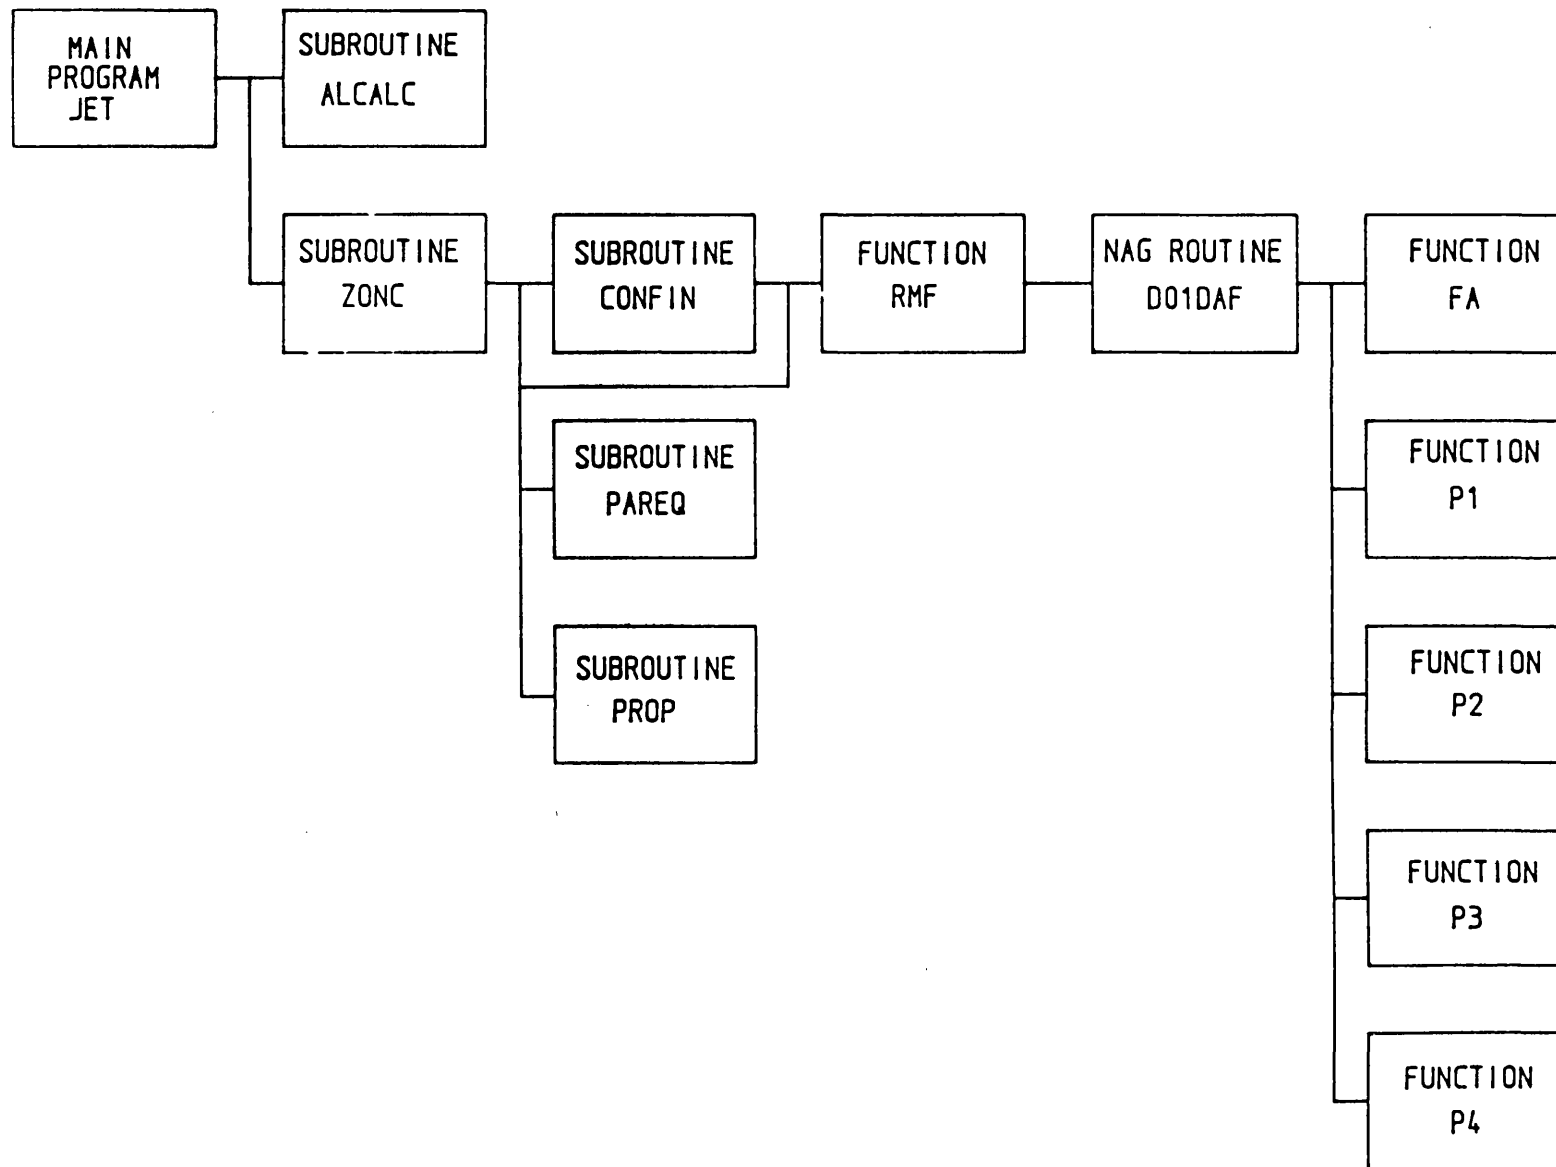 MAIN
PROGRAM
JET
SUBROUTINE
ALCALC
SUBROUTINE
ZONC
SUBROUTINE
CONFIN
FUNCTION
RMF
NAG ROUTINE
D01DAF
FUNCTION
FA
SUBROUTINE
PAREQ
FUNCTION
P1
SUBROUTINE
PROP
FUNCTION
P2
FUNCTION
P3
FUNCTION
P4